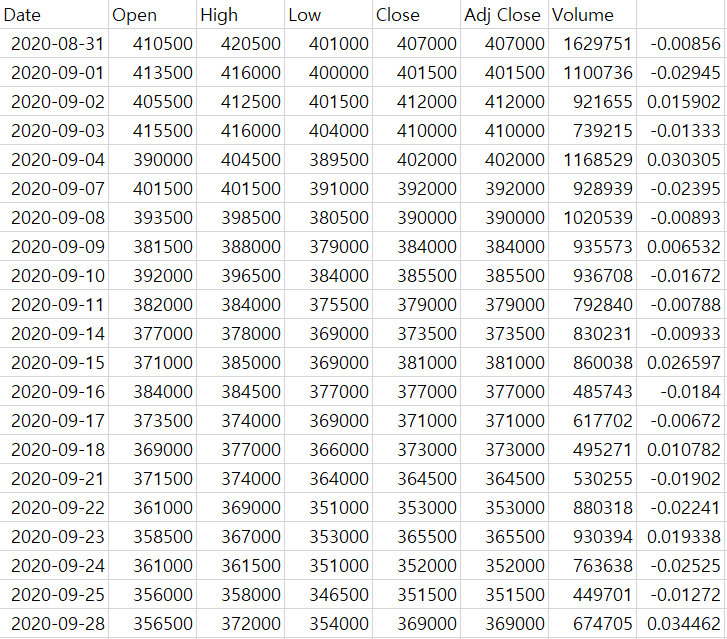 Date Open High Low Close Adj Close Volume
2020-08-31 410500 420500 401000 407000 407000 1629751 -0.00856
2020-09-01 413500 416000 400000 401500 401500 1100736 -0.02945
2020-09-02 405500 412500 401500 412000 412000 921655 0.015902
2020-09-03 415500 416000 404000 410000 410000 739215 -0.01333
2020-09-04 390000 404500 389500 402000 402000 1168529 0.030305
2020-09-07 401500 401500 391000 392000 392000 928939 -0.02395
2020-09-08 393500 398500 380500 390000 390000 1020539 -0.00893
2020-09-09 381500 388000 379000 384000 384000 935573 0.006532
2020-09-10 392000 396500 384000 385500 385500 936708 -0.01672
2020-09-11 382000 384000 375500 379000 379000 792840 -0.00788
2020-09-14 377000 378000 369000 373500 373500 830231 -0.00933
2020-09-15 371000 385000 369000 381000 381000 860038 0.026597
2020-09-16 384000 384500 377000 377000 377000 485743 -0.0184
2020-09-17 373500 374000 369000 371000 371000 617702 -0.00672
2020-09-18 369000 377000 366000 373000 373000 495271 0.010782
2020-09-21 371500 374000 364000 364500 364500 530255 -0.01902
2020-09-22 361000 369000 351000 353000 353000 880318 -0.02241
2020-09-23 358500 367000 353000 365500 365500 930394 0.019338
2020-09-24 361000 361500 351000 352000 352000 763638 -0.02525
2020-09-25 356000 358000 346500 351500 351500 449701 -0.01272
2020-09-28 356500 372000 354000 369000 369000 674705 0.034462